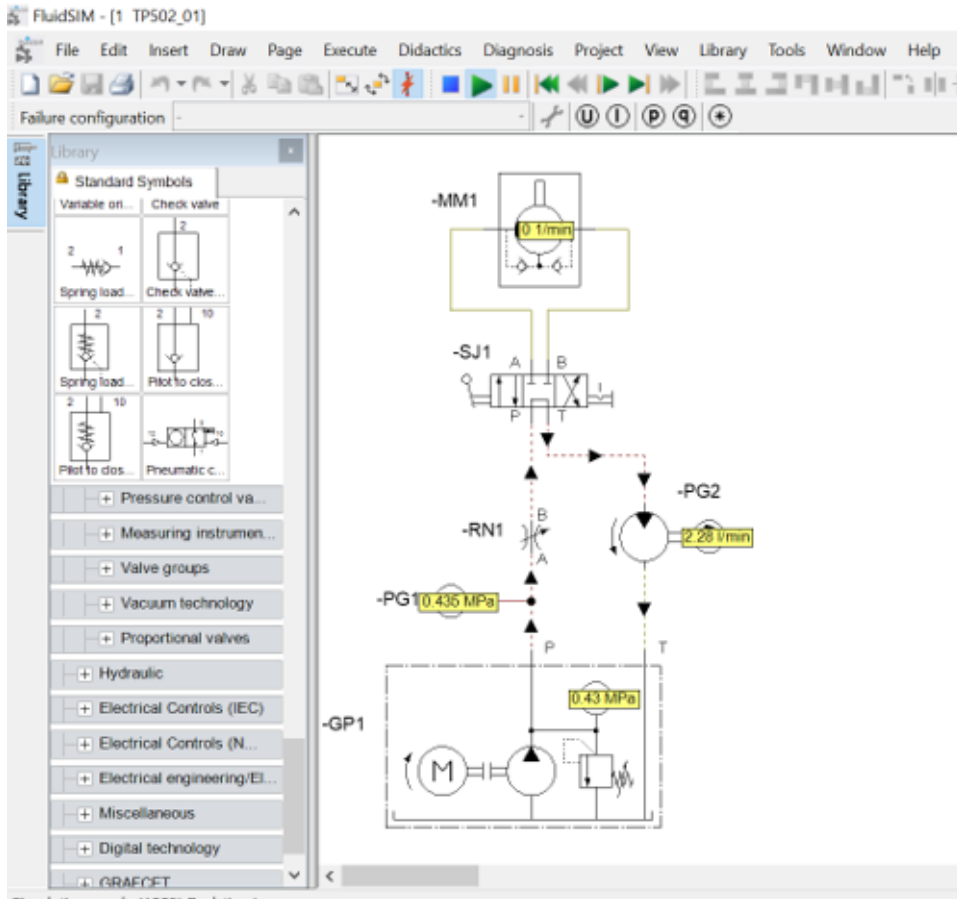 FluidSIM - [1 TP502_01]
File Edit Insert Draw Page Execute Didactics Diagnosis Project View Library Tools Window Help
Failure configuration -
U I p q *
Library
Library
Standard Symbols
Variable ori... Check valve
2 1
2
Spring load... Check valve...
2
2 10
Spring load... Pilot to clos...
2 10
Pilot to clos... Pneumatic c...
Pressure control va...
Measuring instrumen...
Valve groups
Vacuum technology
Proportional valves
Hydraulic
Electrical Controls (IEC)
Electrical Controls (N...
Electrical engineering/El...
Miscellaneous
Digital technology
GRAFCET
-MM1
0 1/min
-SJ1
A B
P T
-PG2
2.28 l/min
-RN1
B
A
-PG1
0.435 MPa
P T
0.43 MPa
-GP1
M